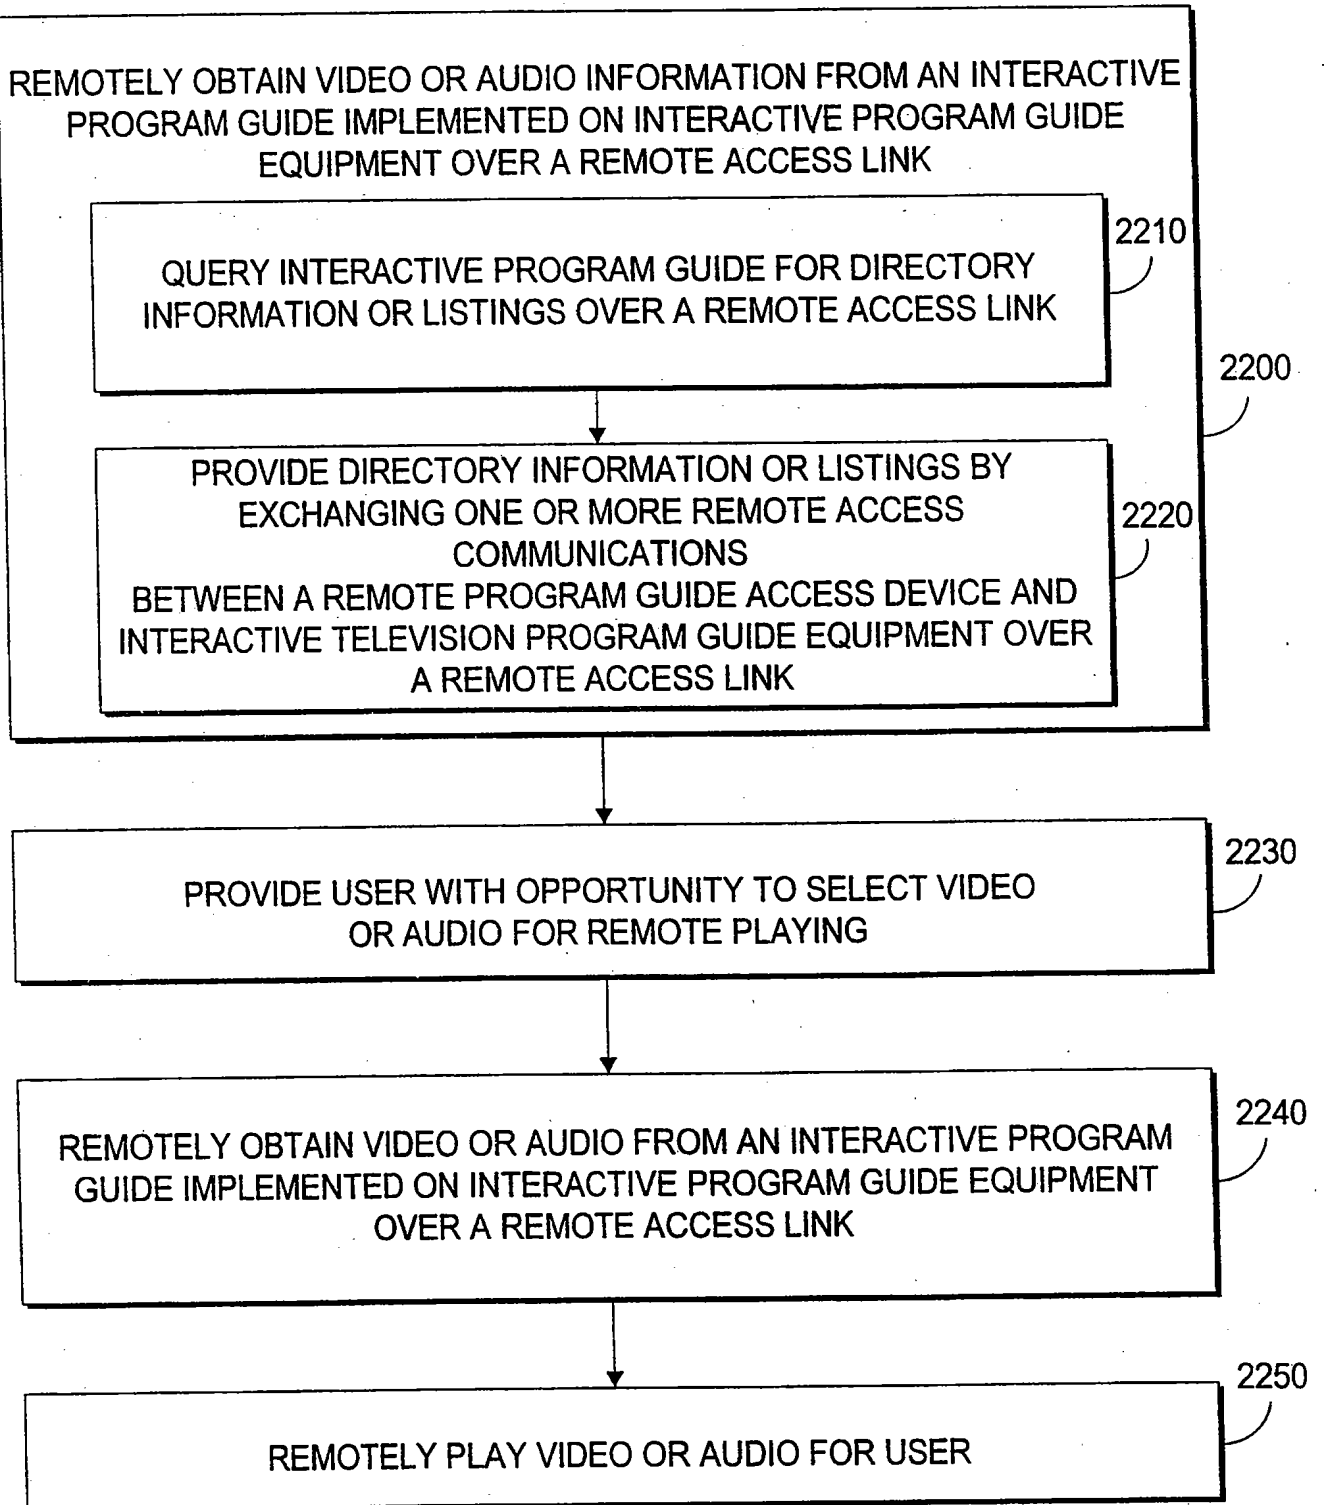 REMOTELY OBTAIN VIDEO OR AUDIO INFORMATION FROM AN INTERACTIVE
PROGRAM GUIDE IMPLEMENTED ON INTERACTIVE PROGRAM GUIDE
EQUIPMENT OVER A REMOTE ACCESS LINK
2210
QUERY INTERACTIVE PROGRAM GUIDE FOR DIRECTORY
INFORMATION OR LISTINGS OVER A REMOTE ACCESS LINK
2200
PROVIDE DIRECTORY INFORMATION OR LISTINGS BY
EXCHANGING ONE OR MORE REMOTE ACCESS
2220
COMMUNICATIONS
BETWEEN A REMOTE PROGRAM GUIDE ACCESS DEVICE AND
INTERACTIVE TELEVISION PROGRAM GUIDE EQUIPMENT OVER
A REMOTE ACCESS LINK
2230
PROVIDE USER WITH OPPORTUNITY TO SELECT VIDEO
OR AUDIO FOR REMOTE PLAYING
2240
REMOTELY OBTAIN VIDEO OR AUDIO FROM AN INTERACTIVE PROGRAM
GUIDE IMPLEMENTED ON INTERACTIVE PROGRAM GUIDE EQUIPMENT
OVER A REMOTE ACCESS LINK
2250
REMOTELY PLAY VIDEO OR AUDIO FOR USER